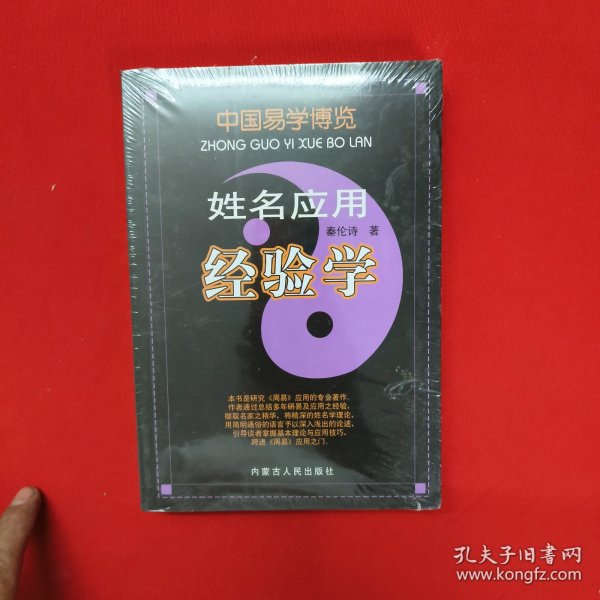 中国易学博览
ZHONG GUO YI XUE BO LAN
姓名应用
秦伦诗 著
经验学
本书是研究《周易》应用的专业著作。
作者通过总结多年研易及应用之经验，
撷取名家之精华，将精深的姓名学理论，
用简明通俗的语言予以深入浅出的论述，
引导读者掌握基本理论与应用技巧，
跨进《周易》应用之门。
内蒙古人民出版社
孔夫子旧书网
www.kongfz.com